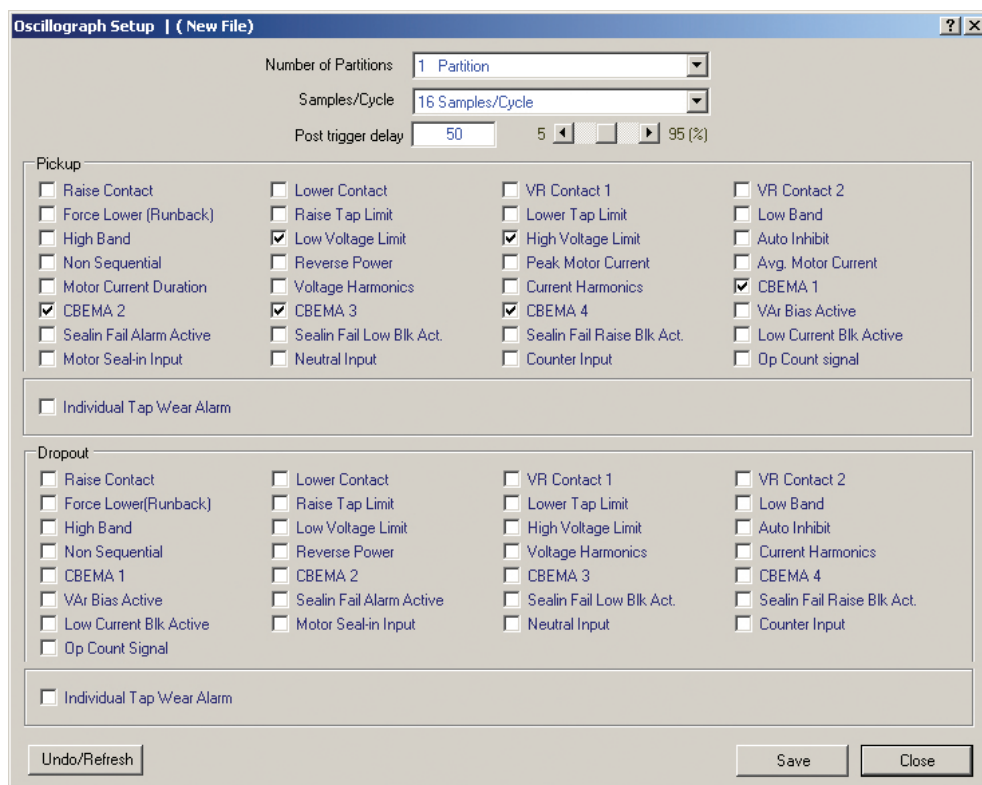 Oscillograph Setup | ( New File)
Number of Partitions 1 Partition
Samples/Cycle 16 Samples/Cycle
Post trigger delay 50 5 95 (%)
Pickup
Raise Contact Lower Contact VR Contact 1 VR Contact 2
Force Lower (Runback) Raise Tap Limit Lower Tap Limit Low Band
High Band Low Voltage Limit High Voltage Limit Auto Inhibit
Non Sequential Reverse Power Peak Motor Current Avg. Motor Current
Motor Current Duration Voltage Harmonics Current Harmonics CBEMA 1
CBEMA 2 CBEMA 3 CBEMA 4 VAr Bias Active
Sealin Fail Alarm Active Sealin Fail Low Blk Act. Sealin Fail Raise Blk Act. Low Current Blk Active
Motor Seal-in Input Neutral Input Counter Input Op Count signal
Individual Tap Wear Alarm
Dropout
Raise Contact Lower Contact VR Contact 1 VR Contact 2
Force Lower(Runback) Raise Tap Limit Lower Tap Limit Low Band
High Band Low Voltage Limit High Voltage Limit Auto Inhibit
Non Sequential Reverse Power Voltage Harmonics Current Harmonics
CBEMA 1 CBEMA 2 CBEMA 3 CBEMA 4
VAr Bias Active Sealin Fail Alarm Active Sealin Fail Low Blk Act. Sealin Fail Raise Blk Act.
Low Current Blk Active Motor Seal-in Input Neutral Input Counter Input
Op Count Signal
Individual Tap Wear Alarm
Undo/Refresh Save Close